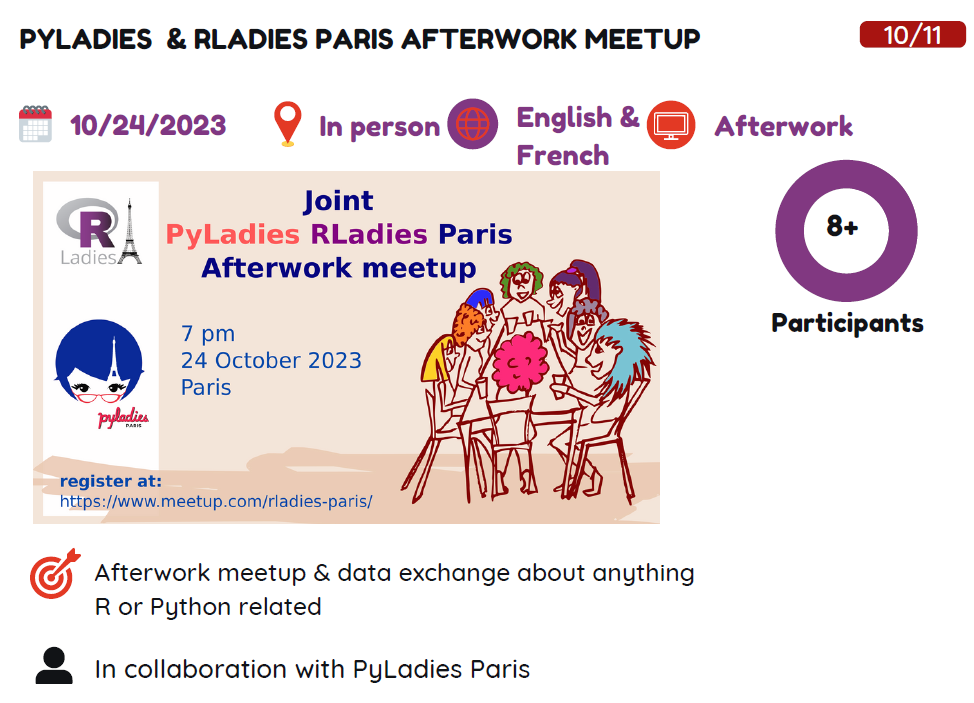 PYLADIES & RLADIES PARIS AFTERWORK MEETUP
10/11
10/24/2023
In person
English &
French
Afterwork
R
Ladies
Joint
PyLadies RLadies Paris
Afterwork meetup
7 pm
24 October 2023
Paris
pyladies
PARIS
register at:
https://www.meetup.com/rladies-paris/
8+
Participants
Afterwork meetup & data exchange about anything
R or Python related
In collaboration with PyLadies Paris